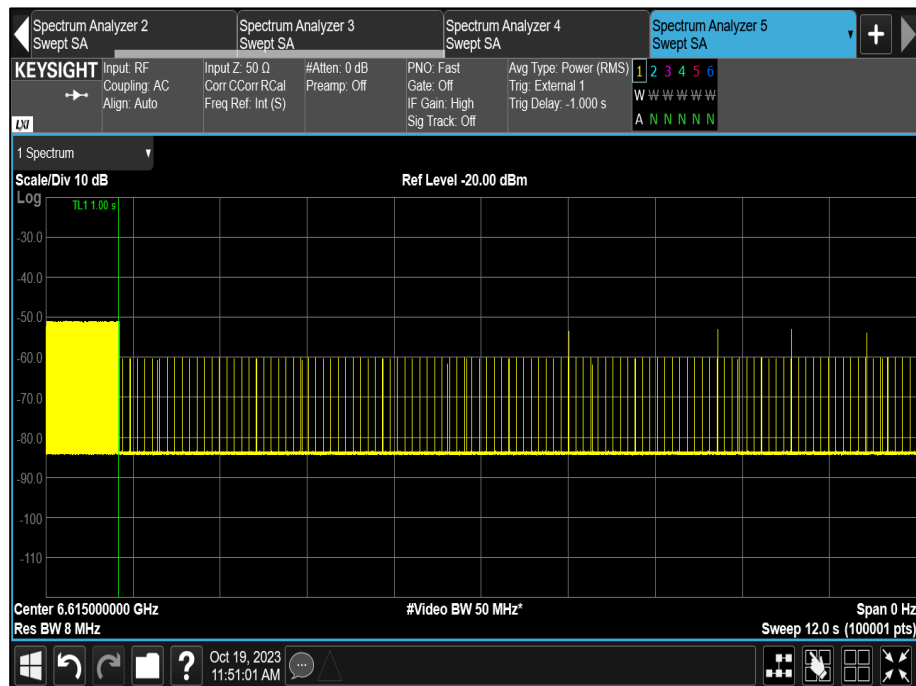 Spectrum Analyzer 2
Swept SA
Spectrum Analyzer 3
Swept SA
Spectrum Analyzer 4
Swept SA
Spectrum Analyzer 5
Swept SA
▼
+
KEYSIGHT
LXI
Input: RF
Coupling: AC
Align: Auto
Input Z: 50 Ω
Corr CCorr RCal
Freq Ref: Int (S)
#Atten: 0 dB
Preamp: Off
PNO: Fast
Gate: Off
IF Gain: High
Sig Track: Off
Avg Type: Power (RMS)
Trig: External 1
Trig Delay: -1.000 s
1 2 3 4 5 6
W W W W W W
A N N N N N
1 Spectrum ▼
Scale/Div 10 dB
Ref Level -20.00 dBm
Log
TL1 1.00 s
-30.0
-40.0
-50.0
-60.0
-70.0
-80.0
-90.0
-100
-110
Center 6.615000000 GHz
#Video BW 50 MHz*
Span 0 Hz
Res BW 8 MHz
Sweep 12.0 s (100001 pts)
?
Oct 19, 2023
11:51:01 AM